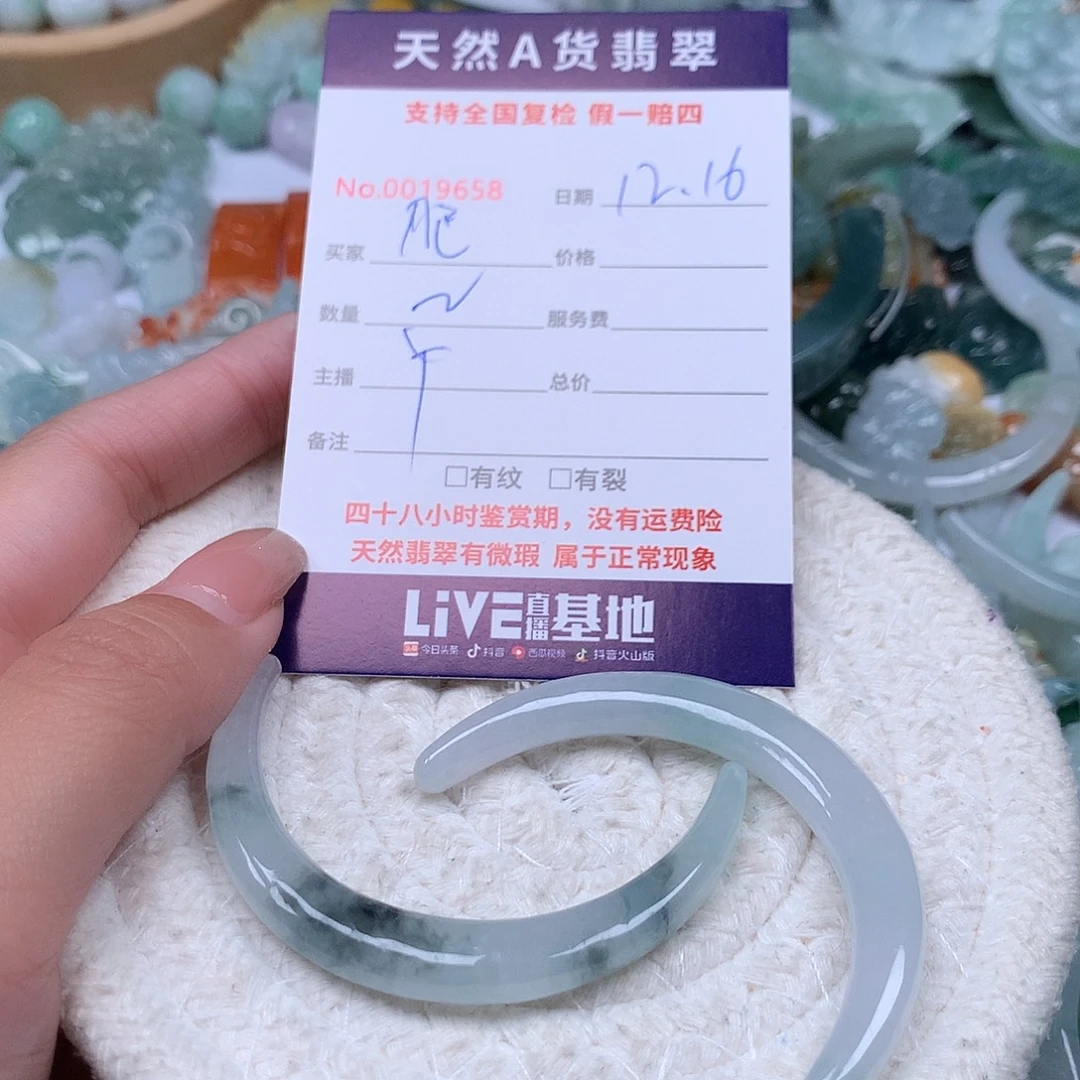 天然A货翡翠
支持全国复检 假一赔四
No.0019658 日期 12.16
买家 肥 价格
数量 2 服务费
主播 总价
备注
□有纹 □有裂
四十八小时鉴赏期，没有运费险
天然翡翠有微瑕 属于正常现象
LiVE直播基地
头条 今日头条 抖音 西瓜视频 抖音火山版